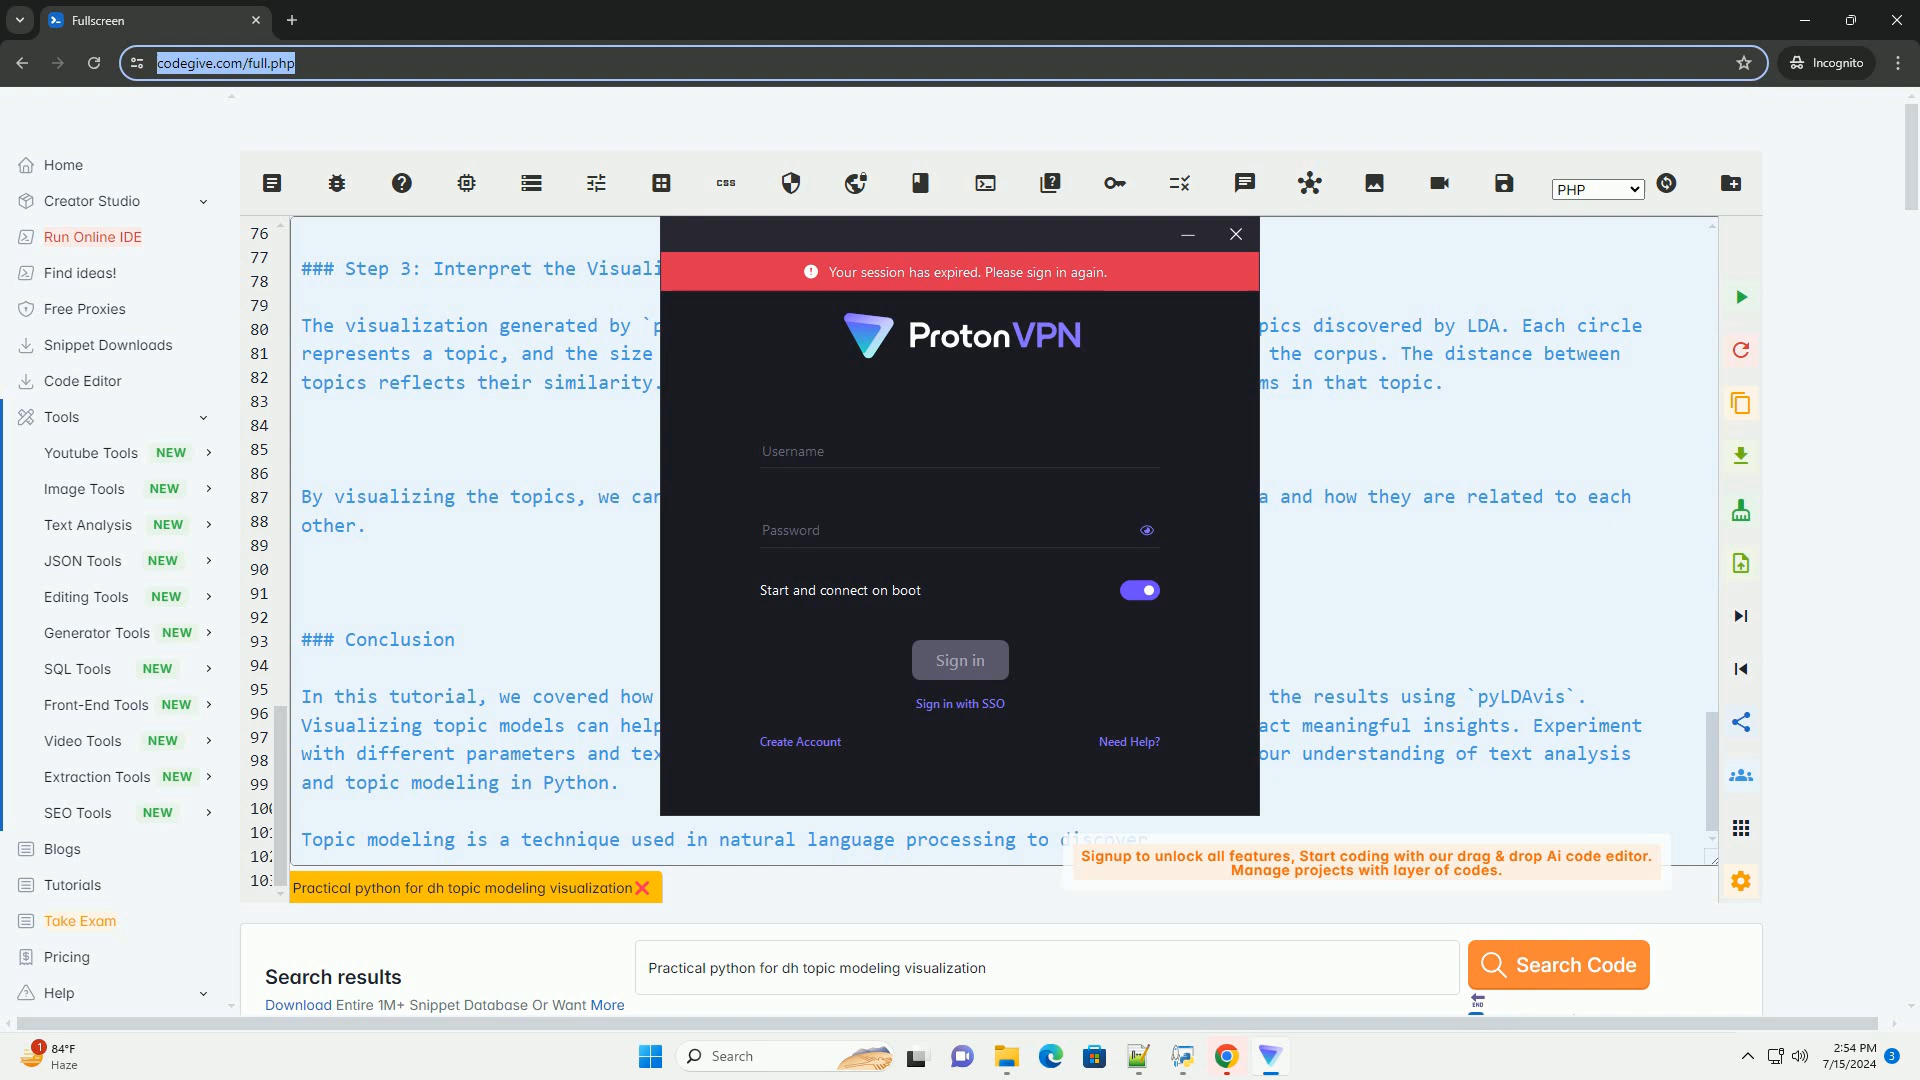 Fullscreen
codegive.com/full.php
Incognito
Home
Creator Studio
Run Online IDE
Find ideas!
Free Proxies
Snippet Downloads
Code Editor
Tools
Youtube Tools NEW
Image Tools NEW
Text Analysis NEW
JSON Tools NEW
Editing Tools NEW
Generator Tools NEW
SQL Tools NEW
Front-End Tools NEW
Video Tools NEW
Extraction Tools NEW
SEO Tools NEW
Blogs
Tutorials
Take Exam
Pricing
Help
css
PHP
76
77
78
79
80
81
82
83
84
85
86
87
88
89
90
91
92
93
94
95
96
97
98
99
### Step 3: Interpret the
The visualization generated by
discovered by LDA. Each circle
represents a topic, and the size
the corpus. The distance between
topics reflects their similarity.
in that topic.
By visualizing the topics, we
and how they are related to each
other.
### Conclusion
In this tutorial, we covered how
the results using `pyLDAvis`.
Visualizing topic models can help
meaningful insights. Experiment
with different parameters and
understanding of text analysis
and topic modeling in Python.
Topic modeling is a technique used in natural language processing to discover
Your session has expired. Please sign in again.
ProtonVPN
Username
Password
Start and connect on boot
Sign in
Sign in with SSO
Create Account
Need Help?
Signup to unlock all features, Start coding with our drag & drop Ai code editor.
Manage projects with layer of codes.
Practical python for dh topic modeling visualization
Search results
Download Entire 1M+ Snippet Database Or Want More
Practical python for dh topic modeling visualization
Search Code
END
1
84°F
Haze
Search
2:54 PM
7/15/2024
3